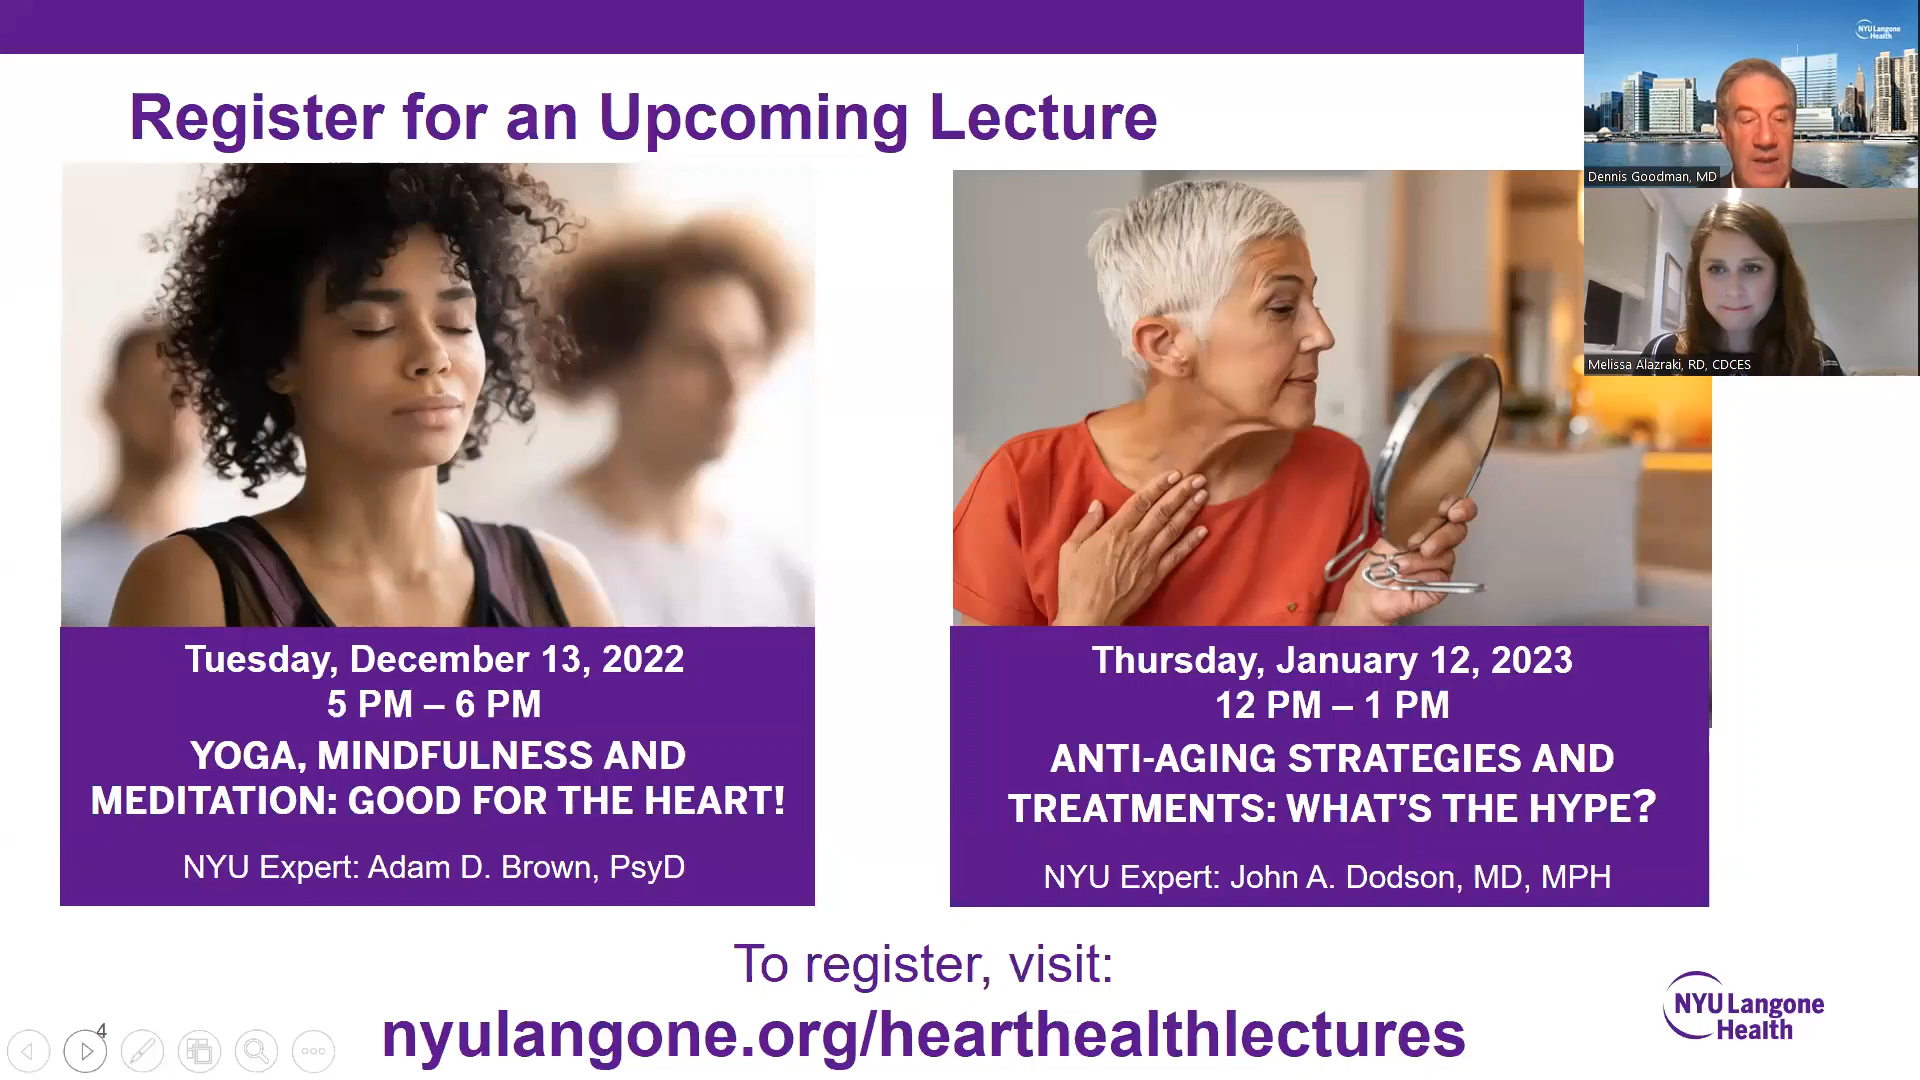 Register for an Upcoming Lecture
NYU Langone
Health
Dennis Goodman, MD
Melissa Alazraki, RD, CDCES
Tuesday, December 13, 2022
5 PM – 6 PM
YOGA, MINDFULNESS AND
MEDITATION: GOOD FOR THE HEART!
NYU Expert: Adam D. Brown, PsyD
Thursday, January 12, 2023
12 PM – 1 PM
ANTI-AGING STRATEGIES AND
TREATMENTS: WHAT’S THE HYPE?
NYU Expert: John A. Dodson, MD, MPH
To register, visit:
nyulangone.org/hearthealthlectures
NYU Langone
Health
4